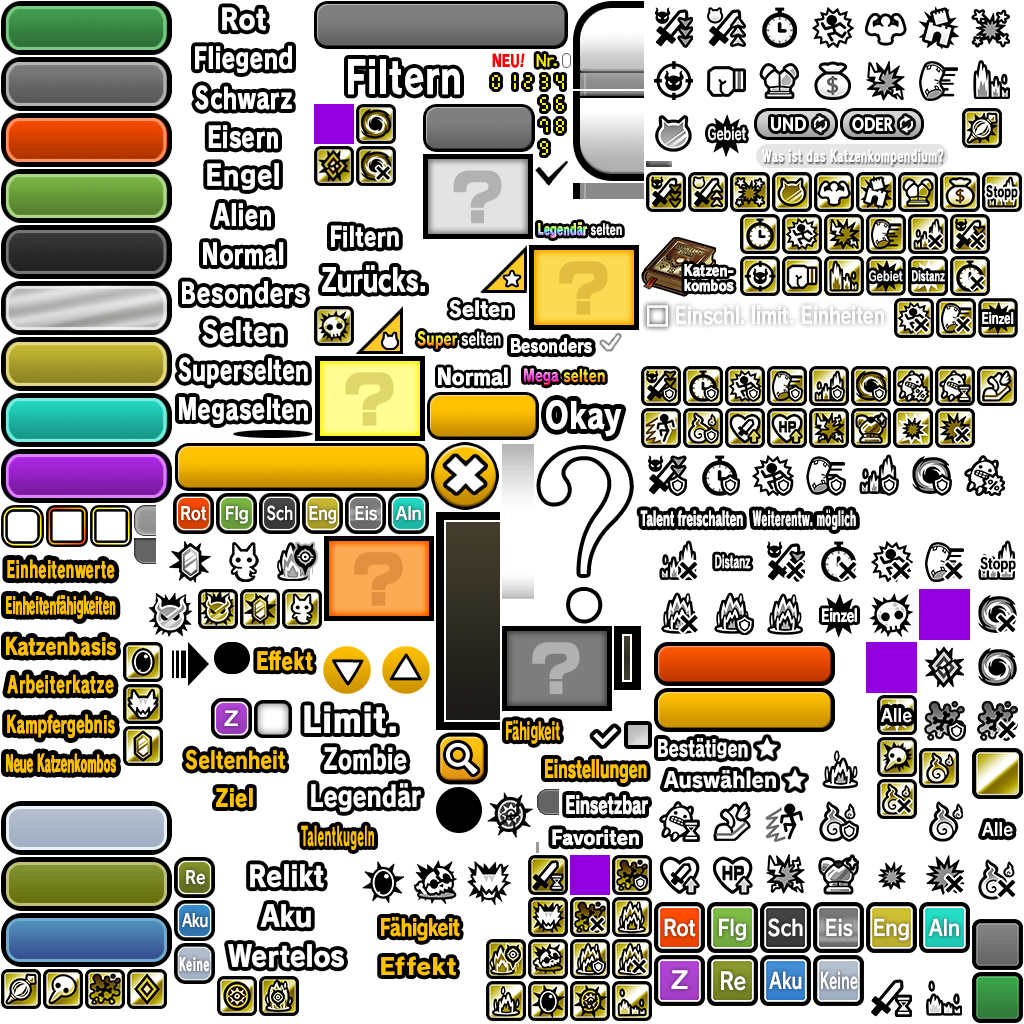 Rot
Fliegend
Schwarz
Eisern
Engel
Alien
Normal
Besonders
Selten
Superselten
Megaselten
Filtern
NEU!
Nr.
0 1 2 3 4
5 6
7 8
9
Filtern
Zurücks.
Legendär selten
Selten
Super selten
Besonders
Normal
Mega selten
Okay
Rot
Flg
Sch
Eng
Eis
Aln
Einheitenwerte
Einheitenfähigkeiten
Katzenbasis
Arbeiterkatze
Kampfergebnis
Neue Katzenkombos
Effekt
Z
Limit.
Seltenheit
Zombie
Ziel
Legendär
Talentkugeln
Fähigkeit
Einstellungen
Einsetzbar
Favoriten
Re
Aku
Keine
Relikt
Aku
Wertelos
Fähigkeit
Effekt
Gebiet
UND
ODER
Was ist das Katzenkompendium?
Stopp
Katzen-
kombos
Gebiet
Distanz
Einschl. limit. Einheiten
Einzel
HP
Talent freischalten
Weiterentw. möglich
Distanz
Stopp
Einzel
Alle
Bestätigen
Auswählen
Alle
HP
Rot
Flg
Sch
Eis
Eng
Aln
Z
Re
Aku
Keine